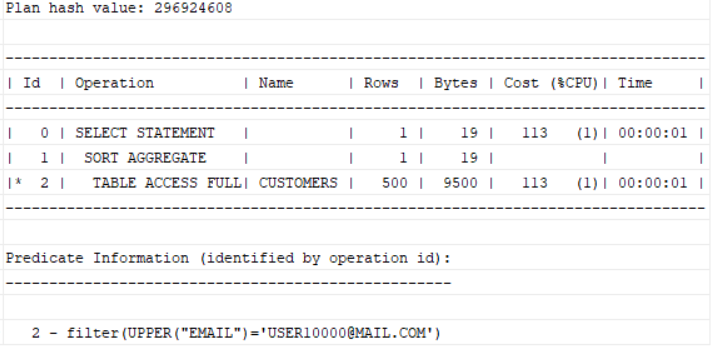 Plan hash value: 296924608
--------------------------------------------------------------------------------
| Id  | Operation          | Name      | Rows  | Bytes | Cost (%CPU)| Time     |
--------------------------------------------------------------------------------
|   0 | SELECT STATEMENT   |           |     1 |    19 |   113   (1)| 00:00:01 |
|   1 |  SORT AGGREGATE    |           |     1 |    19 |            |          |
|*  2 |   TABLE ACCESS FULL| CUSTOMERS |   500 |  9500 |   113   (1)| 00:00:01 |
--------------------------------------------------------------------------------
Predicate Information (identified by operation id):
---------------------------------------------------
   2 - filter(UPPER("EMAIL")='USER10000@MAIL.COM')